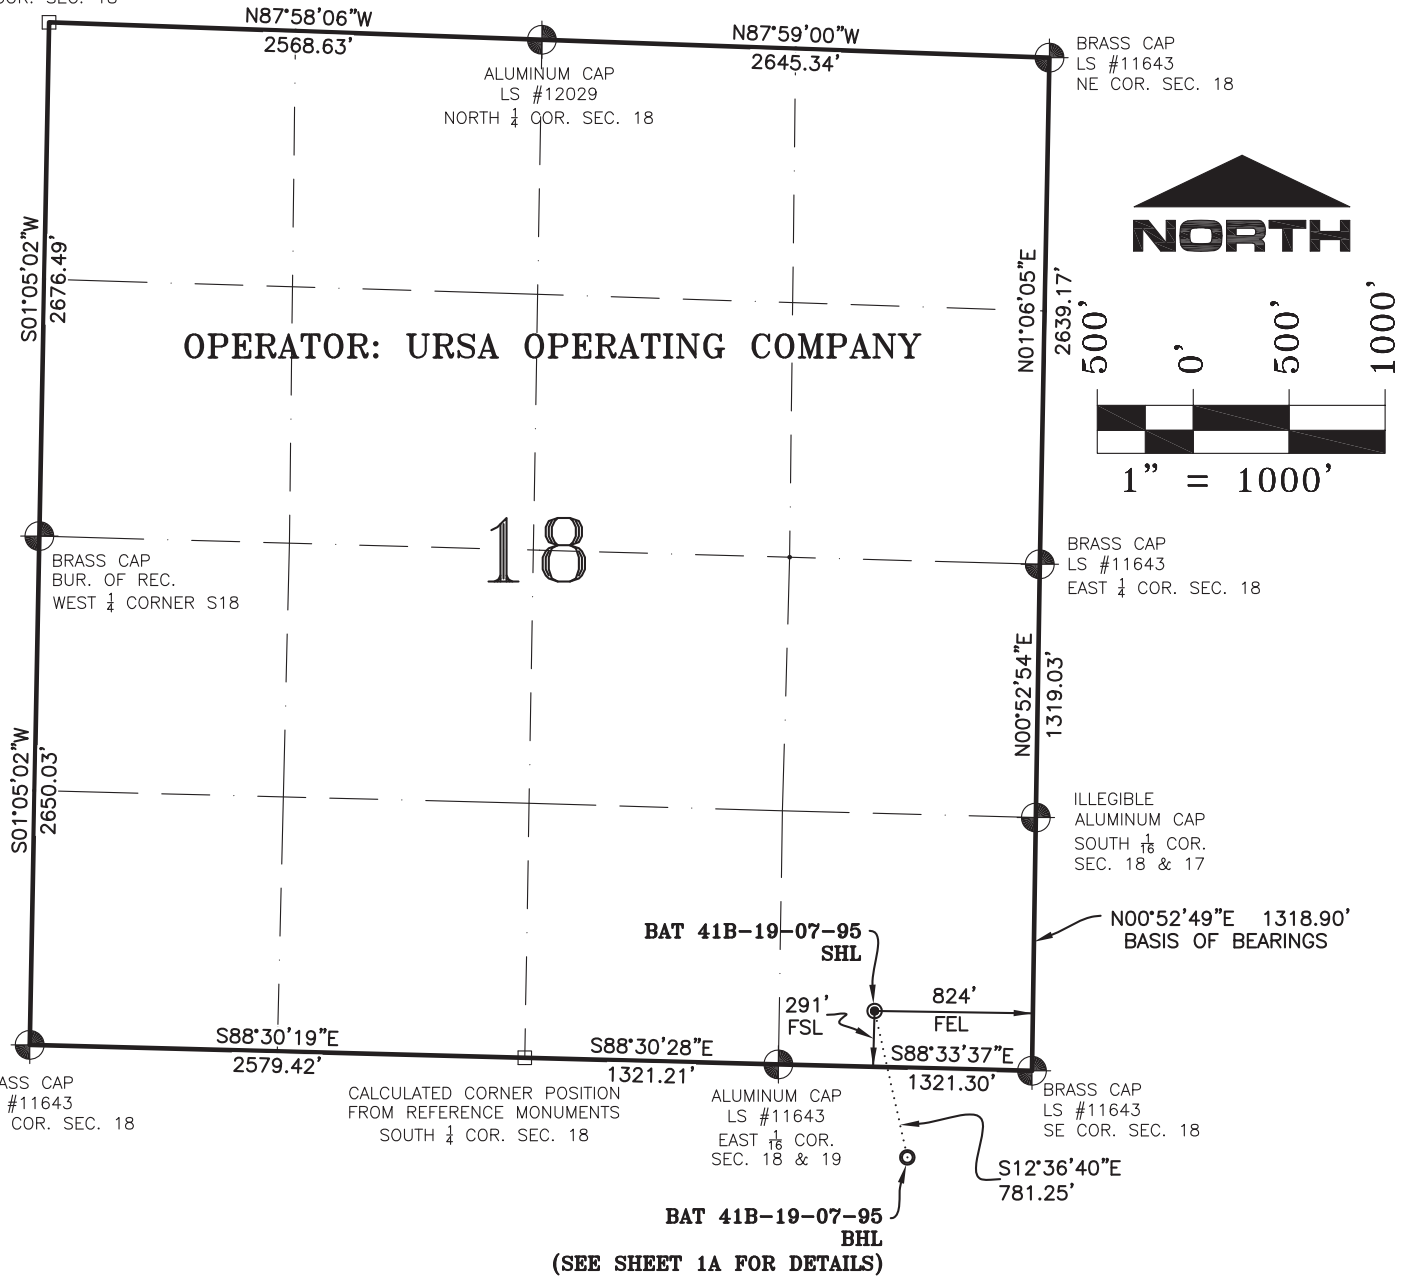 COR. SEC. 18
N87°58'06"W
2568.63'
N87°59'00"W
2645.34'
ALUMINUM CAP
LS #12029
NORTH 1/4 COR. SEC. 18
BRASS CAP
LS #11643
NE COR. SEC. 18
NORTH
S01°05'02"W
2676.49'
N01°06'05"E
2639.17'
500'
0'
500'
1000'
1" = 1000'
OPERATOR: URSA OPERATING COMPANY
18
BRASS CAP
BUR. OF REC.
WEST 1/4 CORNER S18
BRASS CAP
LS #11643
EAST 1/4 COR. SEC. 18
N00°52'54"E
1319.03'
S01°05'02"W
2650.03'
ILLEGIBLE
ALUMINUM CAP
SOUTH 1/16 COR.
SEC. 18 & 17
N00°52'49"E 1318.90'
BASIS OF BEARINGS
BAT 41B-19-07-95
SHL
291'
FSL
824'
FEL
S88°30'19"E
2579.42'
S88°30'28"E
1321.21'
S88°33'37"E
1321.30'
ASS CAP
#11643
COR. SEC. 18
CALCULATED CORNER POSITION
FROM REFERENCE MONUMENTS
SOUTH 1/4 COR. SEC. 18
ALUMINUM CAP
LS #11643
EAST 1/16 COR.
SEC. 18 & 19
BRASS CAP
LS #11643
SE COR. SEC. 18
S12°36'40"E
781.25'
BAT 41B-19-07-95
BHL
(SEE SHEET 1A FOR DETAILS)